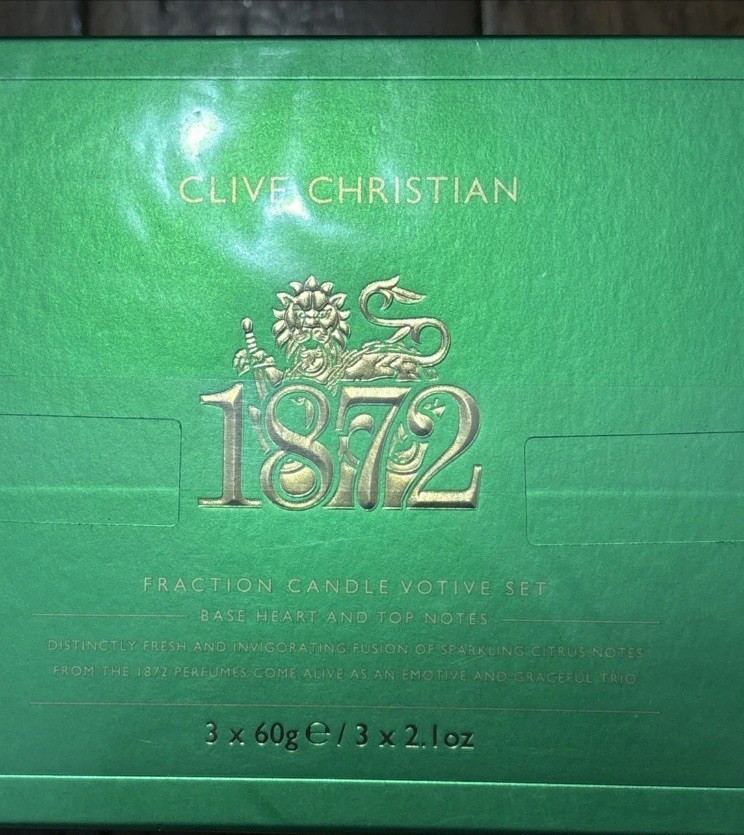 CLIVE CHRISTIAN
1872
FRACTION CANDLE VOTIVE SET
BASE HEART AND TOP NOTES
DISTINCTLY FRESH AND INVIGORATING FUSION OF SPARKLING CITRUS NOTES
FROM THE 1872 PERFUMES COME ALIVE AS AN EMOTIVE AND GRACEFUL TRIO
3 x 60g ℮ / 3 x 2.1oz